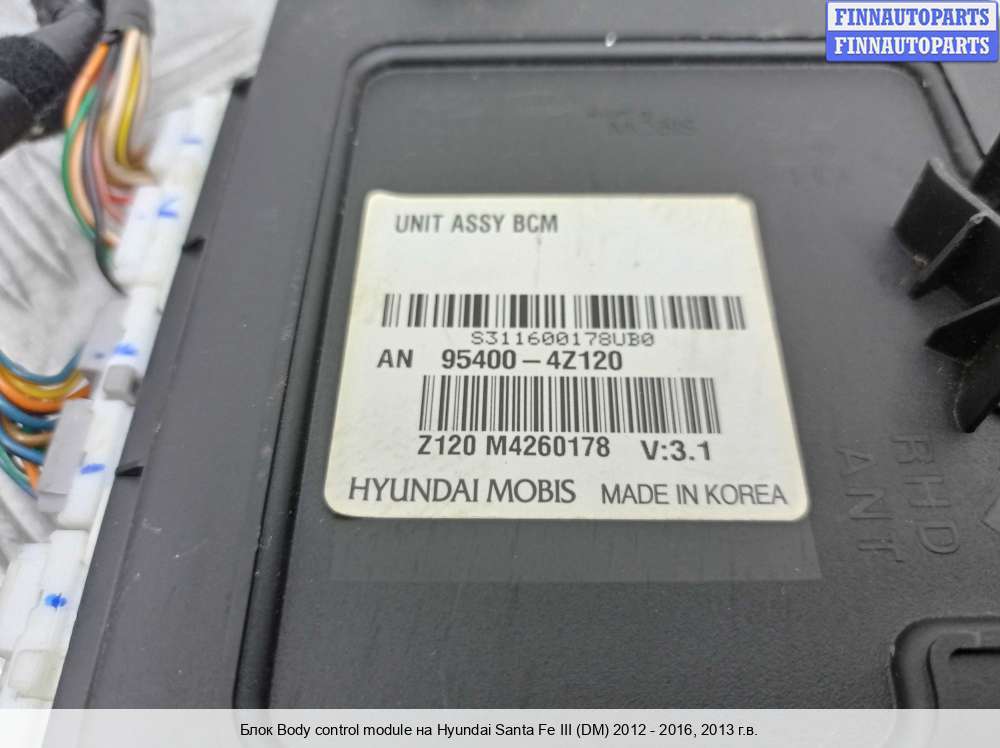 FINNAUTOPARTS
FINNAUTOPARTS
UNIT ASSY BCM
S311600178UB0
AN 95400-4Z120
Z120 M4260178 V:3.1
HYUNDAI MOBIS MADE IN KOREA
RHD
ANT
Блок Body control module на Hyundai Santa Fe III (DM) 2012 - 2016, 2013 г.в.